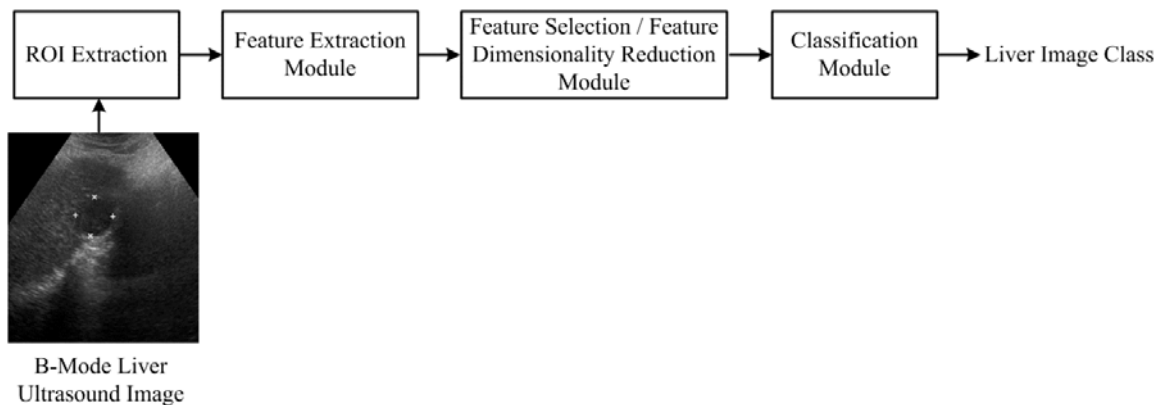 ROI Extraction
Feature Extraction
Module
Feature Selection / Feature
Dimensionality Reduction
Module
Classification
Module
Liver Image Class
B-Mode Liver
Ultrasound Image